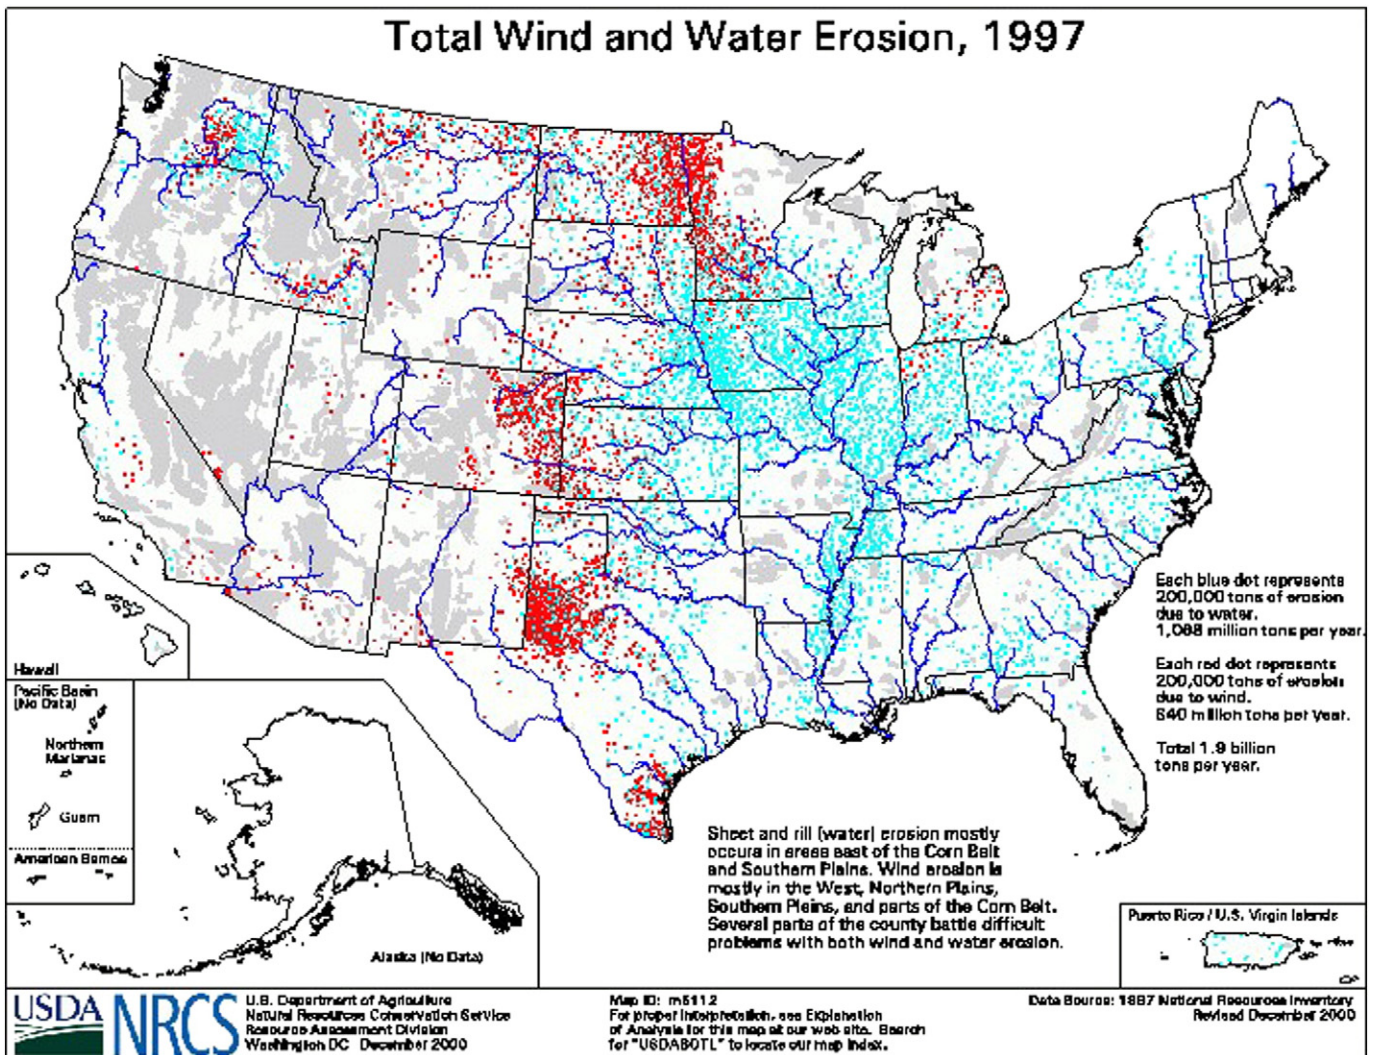 Total Wind and Water Erosion, 1997
Each blue dot represents
200,000 tons of erosion
due to water.
1,068 million tons per year.
Each red dot represents
200,000 tons of erosion
due to wind.
840 million tons per year.
Total 1.9 billion
tons per year.
Hawaii
Pacific Basin
(No Data)
Northern
Marianas
Guam
American Samoa
Alaska (No Data)
Sheet and rill (water) erosion mostly
occurs in areas east of the Corn Belt
and Southern Plains. Wind erosion is
mostly in the West, Northern Plains,
Southern Plains, and parts of the Corn Belt.
Several parts of the county battle difficult
problems with both wind and water erosion.
Puerto Rico / U.S. Virgin Islands
USDA
NRCS
U.S. Department of Agriculture
Natural Resources Conservation Service
Resource Assessment Division
Washington DC December 2000
Map ID: m5112
For proper interpretation, see Explanation
of Analysis for this map at our web site. Search
for "USDABOTL" to locate our map index.
Data Source: 1997 National Resources Inventory
Revised December 2000